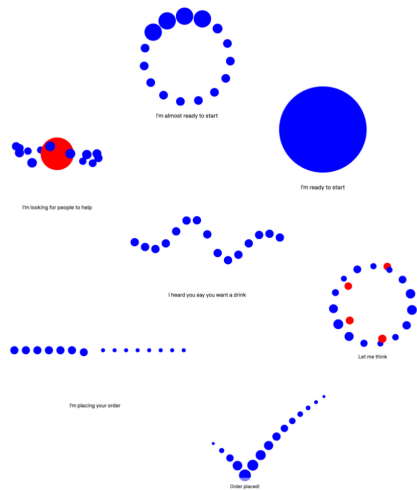 I'm almost ready to start
I'm ready to start
I'm looking for people to help
I heard you say you want a drink
Let me think
I'm placing your order
Order placed!